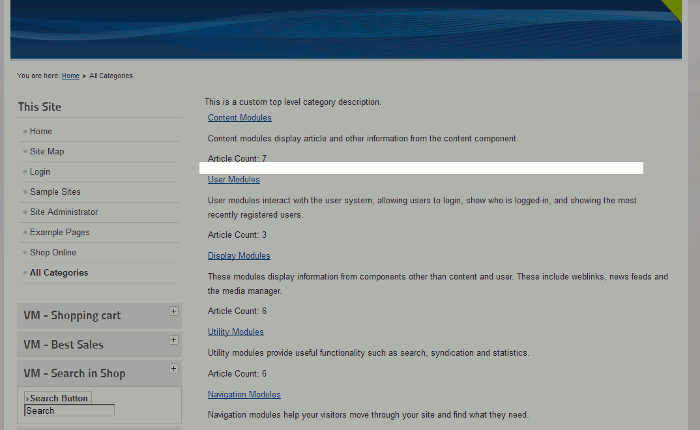 You are here: Home ▸ All Categories
This Site
Home
Site Map
Login
Sample Sites
Site Administrator
Example Pages
Shop Online
All Categories
VM - Shopping cart
+
VM - Best Sales
+
VM - Search in Shop
+
› Search Button
Search
This is a custom top level category description.
Content Modules
Content modules display article and other information from the content component.
Article Count: 7
User Modules
User modules interact with the user system, allowing users to login, show who is logged-in, and showing the most
recently registered users.
Article Count: 3
Display Modules
These modules display information from components other than content and user. These include weblinks, news feeds and
the media manager.
Article Count: 6
Utility Modules
Utility modules provide useful functionality such as search, syndication and statistics.
Article Count: 6
Navigation Modules
Navigation modules help your visitors move through your site and find what they need.